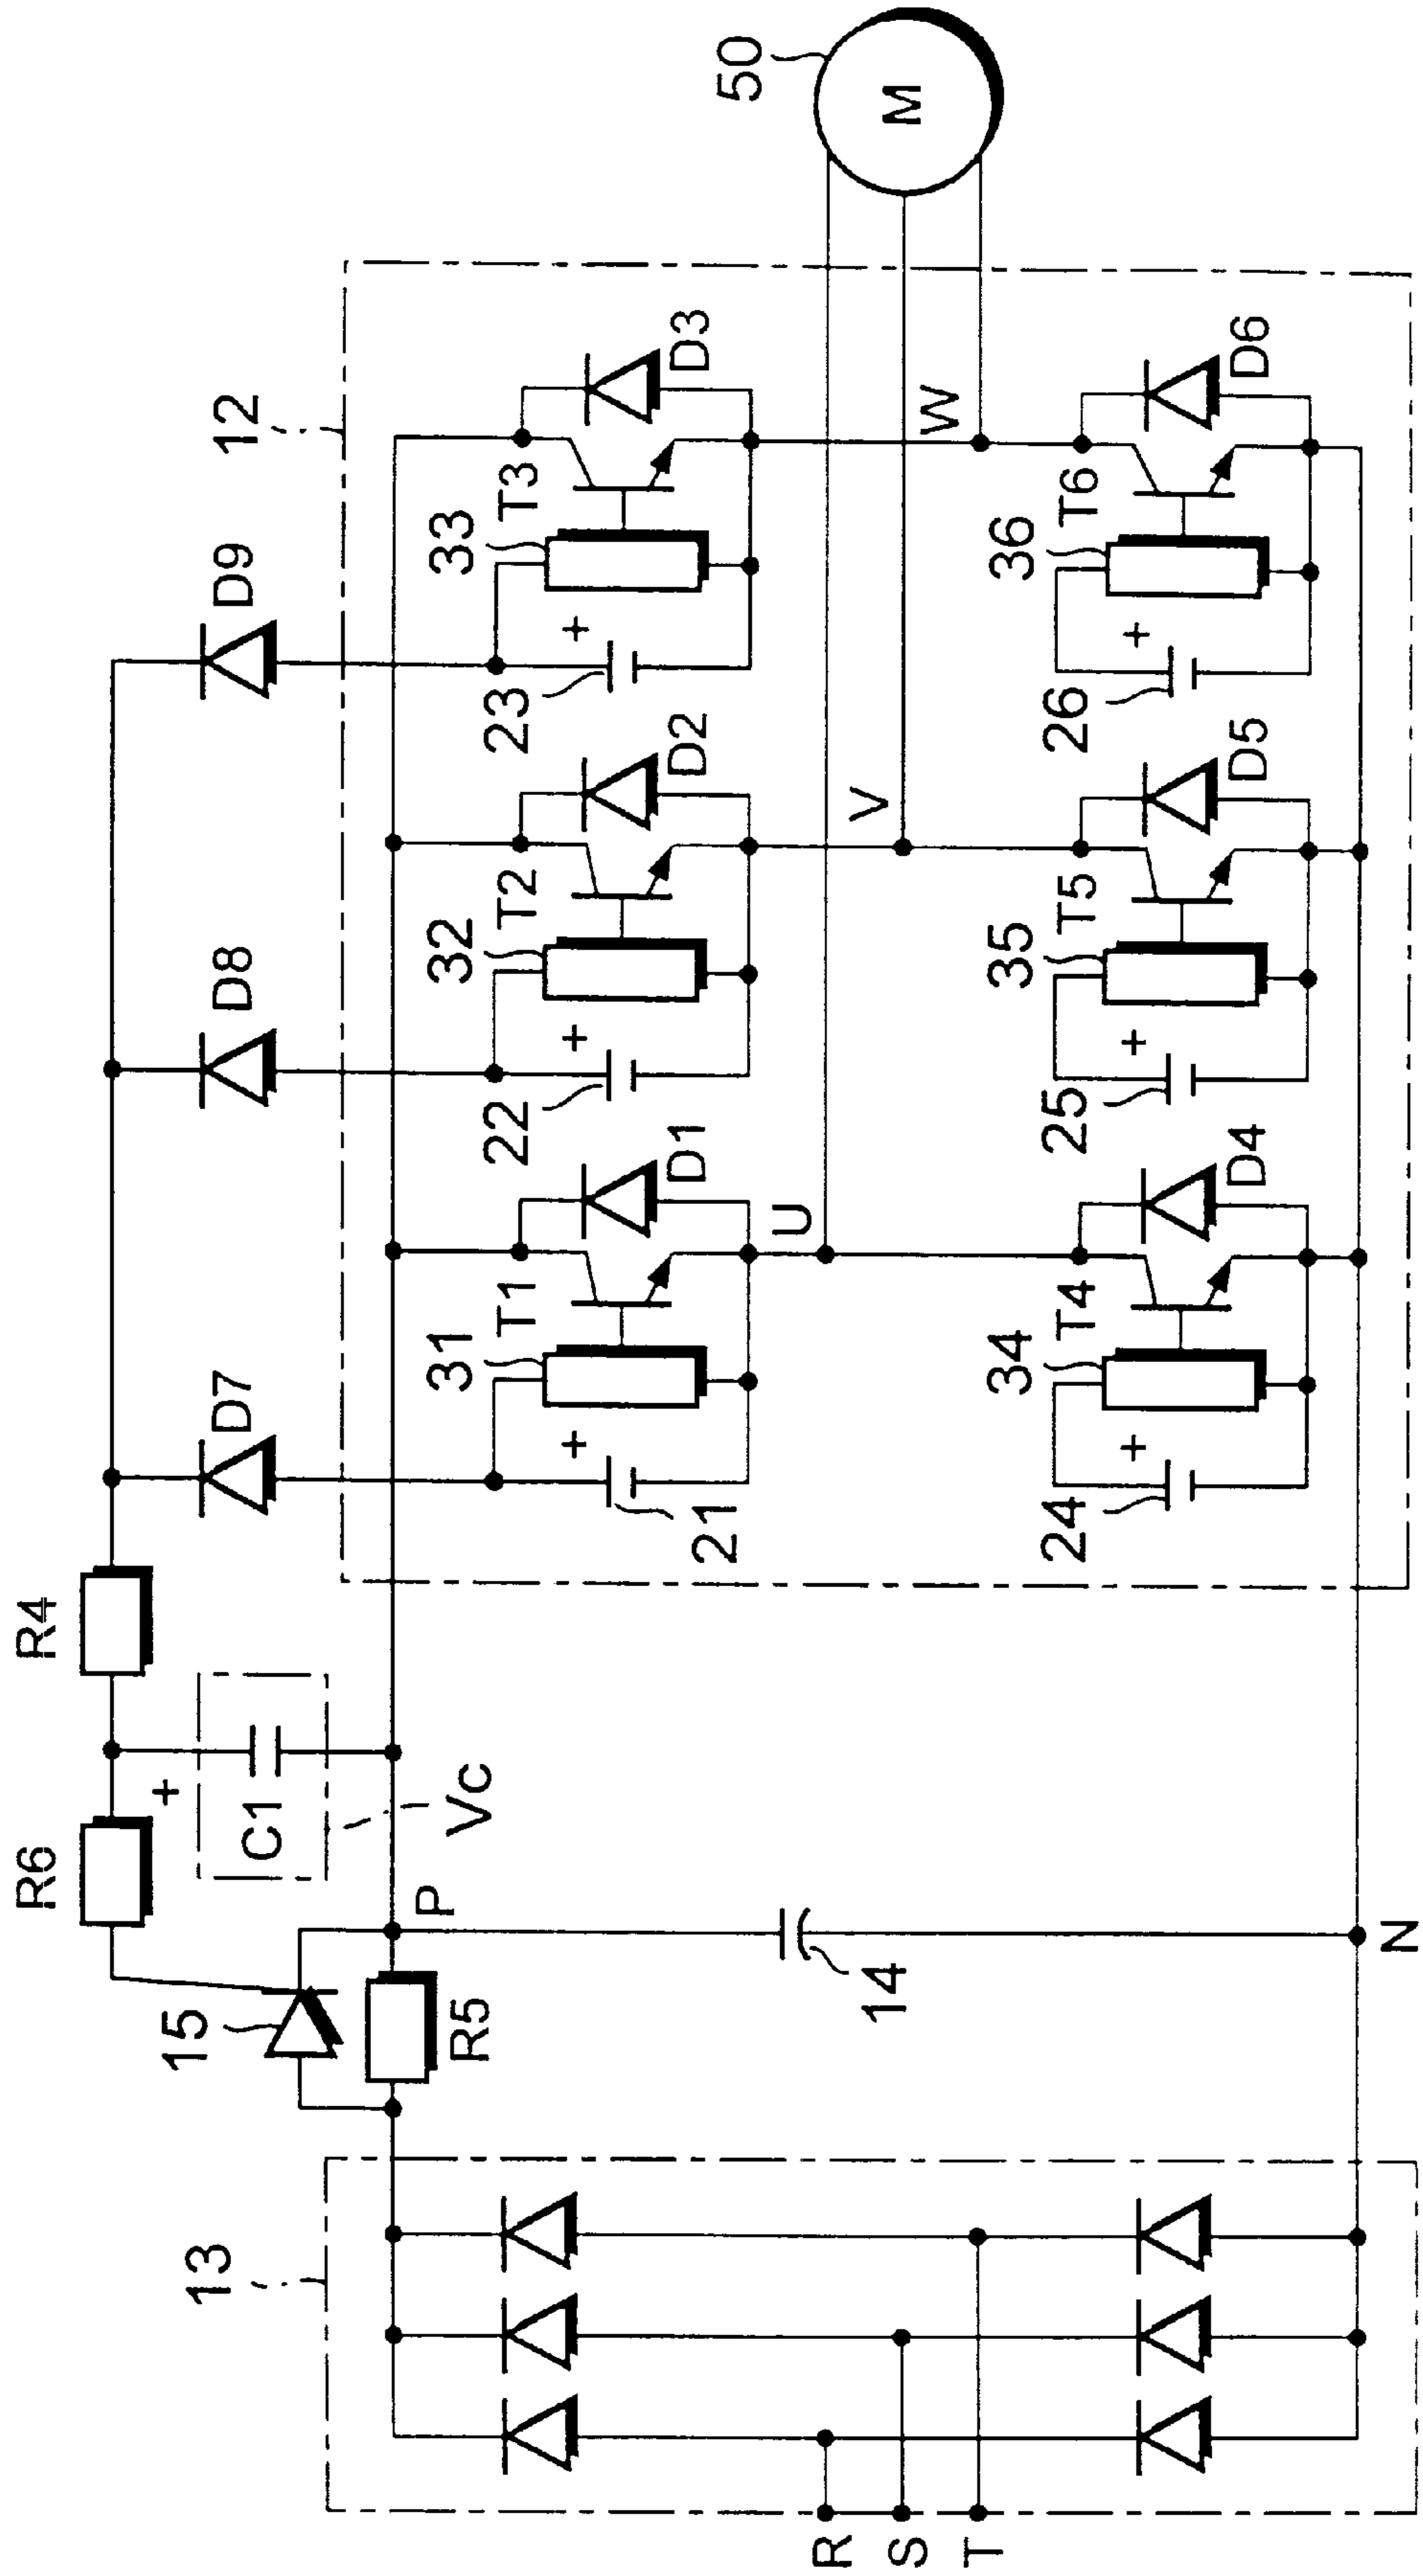 R6
R4
D7
D8
D9
12
15
C1
+
13
P
Vc
R5
31
T1
32
T2
33
T3
+
+
+
21
D1
22
D2
23
D3
50
M
U
V
W
R
S
T
14
34
T4
35
T5
36
T6
+
+
+
24
D4
25
D5
26
D6
N